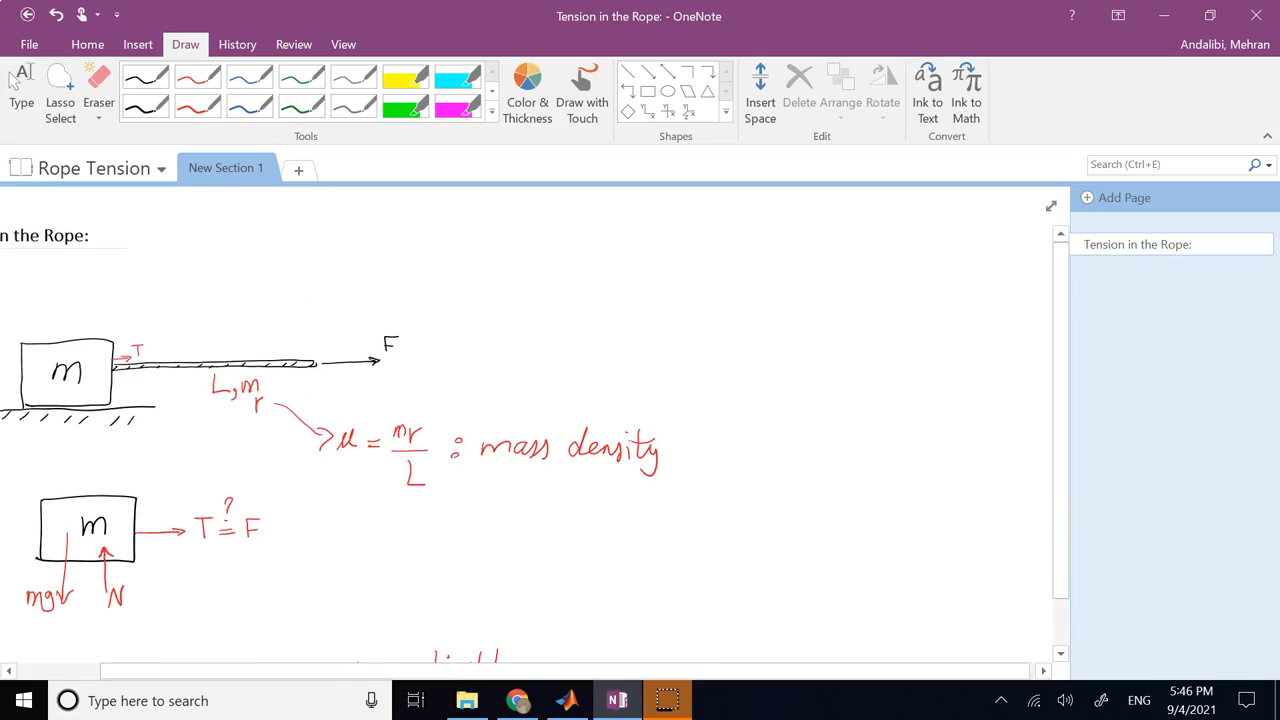 Tension in the Rope: - OneNote
?
File Home Insert Draw History Review View
Andalibi, Mehran
Type
Lasso Select
Eraser
Color & Thickness
Draw with Touch
Insert Space
Delete
Arrange
Rotate
Ink to Text
Ink to Math
Tools
Shapes
Edit
Convert
Rope Tension
New Section 1
+
Search (Ctrl+E)
Add Page
Tension in the Rope:
n the Rope:
F
T
m
L, m_r
μ = m_r / L : mass density
m
T ≟ F
mg
N
Type here to search
ENG
5:46 PM
9/4/2021